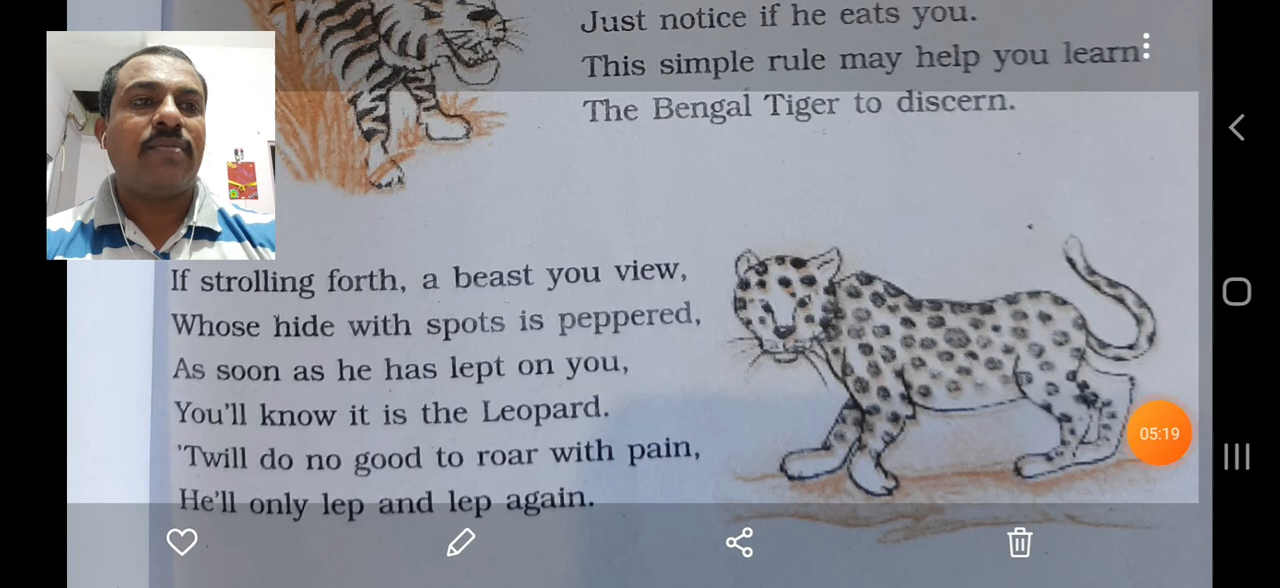 Just notice if he eats you.
This simple rule may help you learn
The Bengal Tiger to discern.
If strolling forth, a beast you view,
Whose hide with spots is peppered,
As soon as he has lept on you,
You'll know it is the Leopard.
'Twill do no good to roar with pain,
He'll only lep and lep again.
05:19